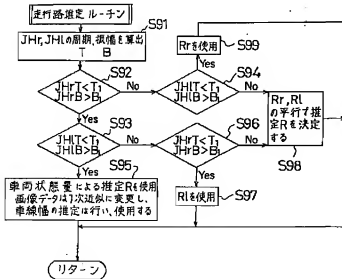 走行路推定ルーチン
S91
JHr,JHlの周期,振幅を算出
T B
S92
JHrT<T₁
JHrB>B₁
No
Yes
S99
Rrを使用
Yes
S94
JHlT<T₁
JHlB>B₁
No
S93
JHlT<T₁
JHlB>B₁
No
Yes
S96
JHrT<T₁
JHrB>B₁
No
Yes
Rr,Rl
の平行で推
定Rを決定
する
S98
S95
車両状態量による推定Rを使用
画像データは1次近似に変更し、
車線幅の推定は行い、使用する
S97
Rlを使用
リターン